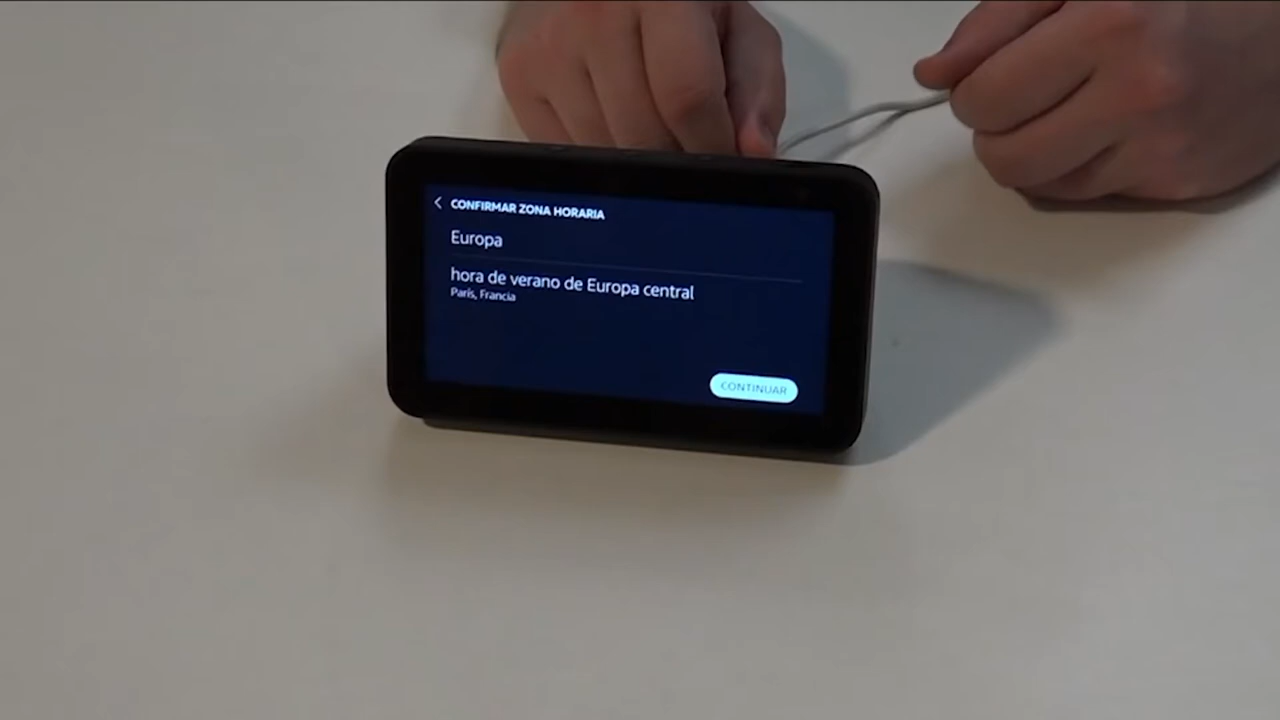 CONFIRMAR ZONA HORARIA
Europa
hora de verano de Europa central
París, Francia
CONTINUAR